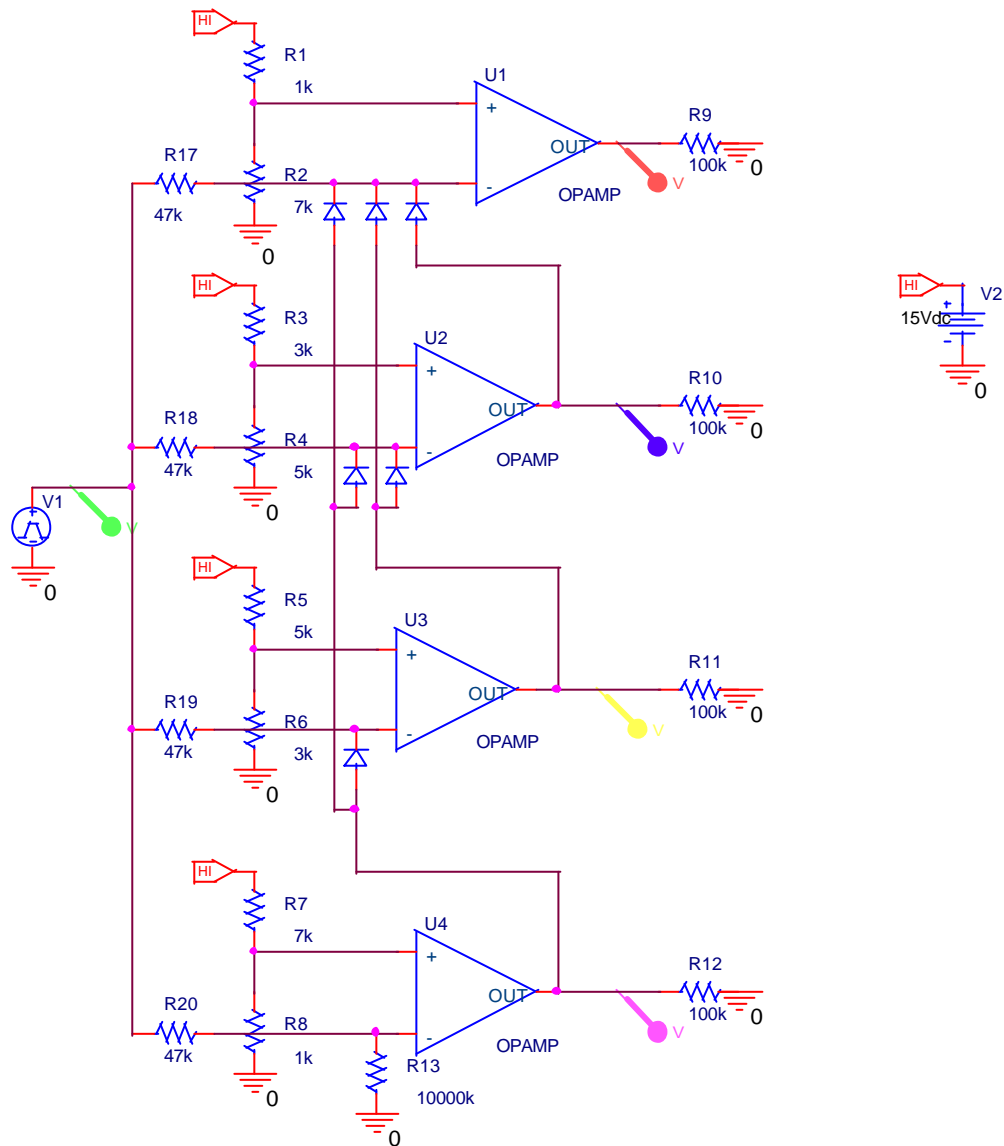 HI
R1
1k
U1
+
OUT
-
OPAMP
R9
100k
0
V
R17
47k
R2
7k
0
HI
R3
3k
U2
+
OUT
-
OPAMP
R10
100k
0
V
HI
V2
+
15Vdc
-
0
R18
47k
R4
5k
0
V1
+
-
V
0
HI
R5
5k
U3
+
OUT
-
OPAMP
R11
100k
0
V
R19
47k
R6
3k
0
HI
R7
7k
U4
+
OUT
-
OPAMP
R12
100k
0
V
R20
47k
R8
1k
0
R13
10000k
0